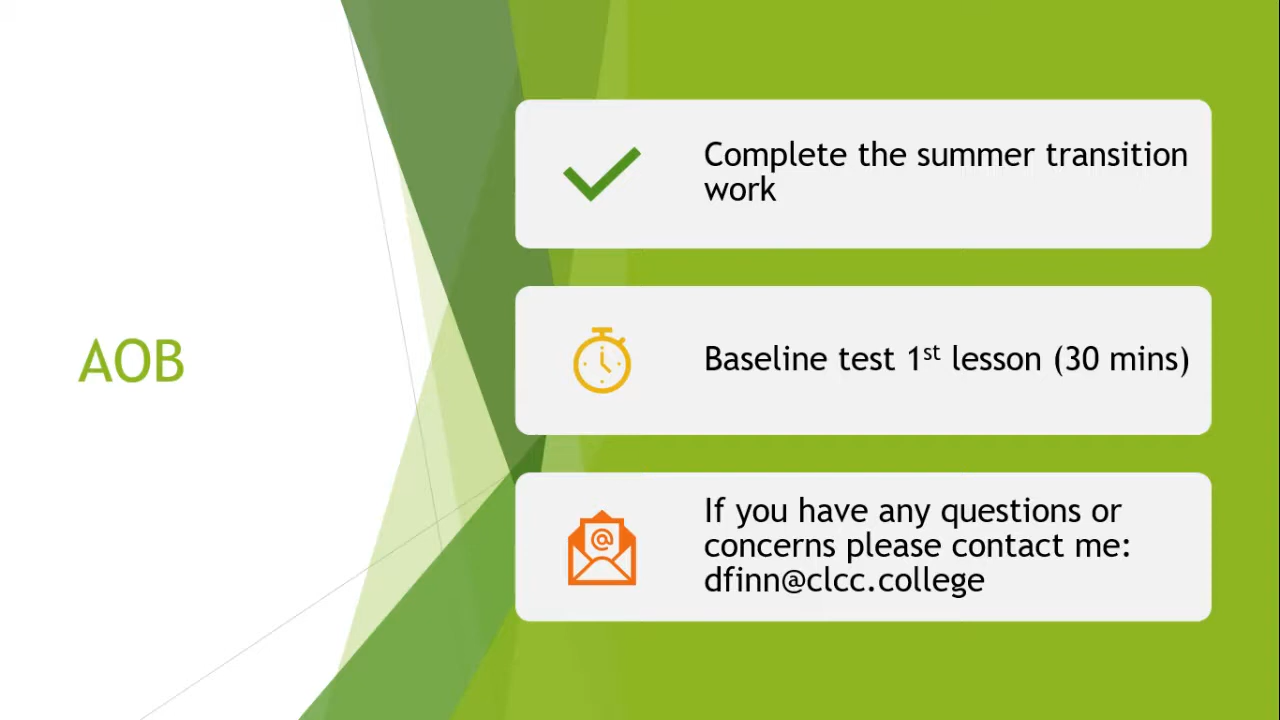 AOB
Complete the summer transition
work
Baseline test 1st lesson (30 mins)
If you have any questions or
concerns please contact me:
dfinn@clcc.college